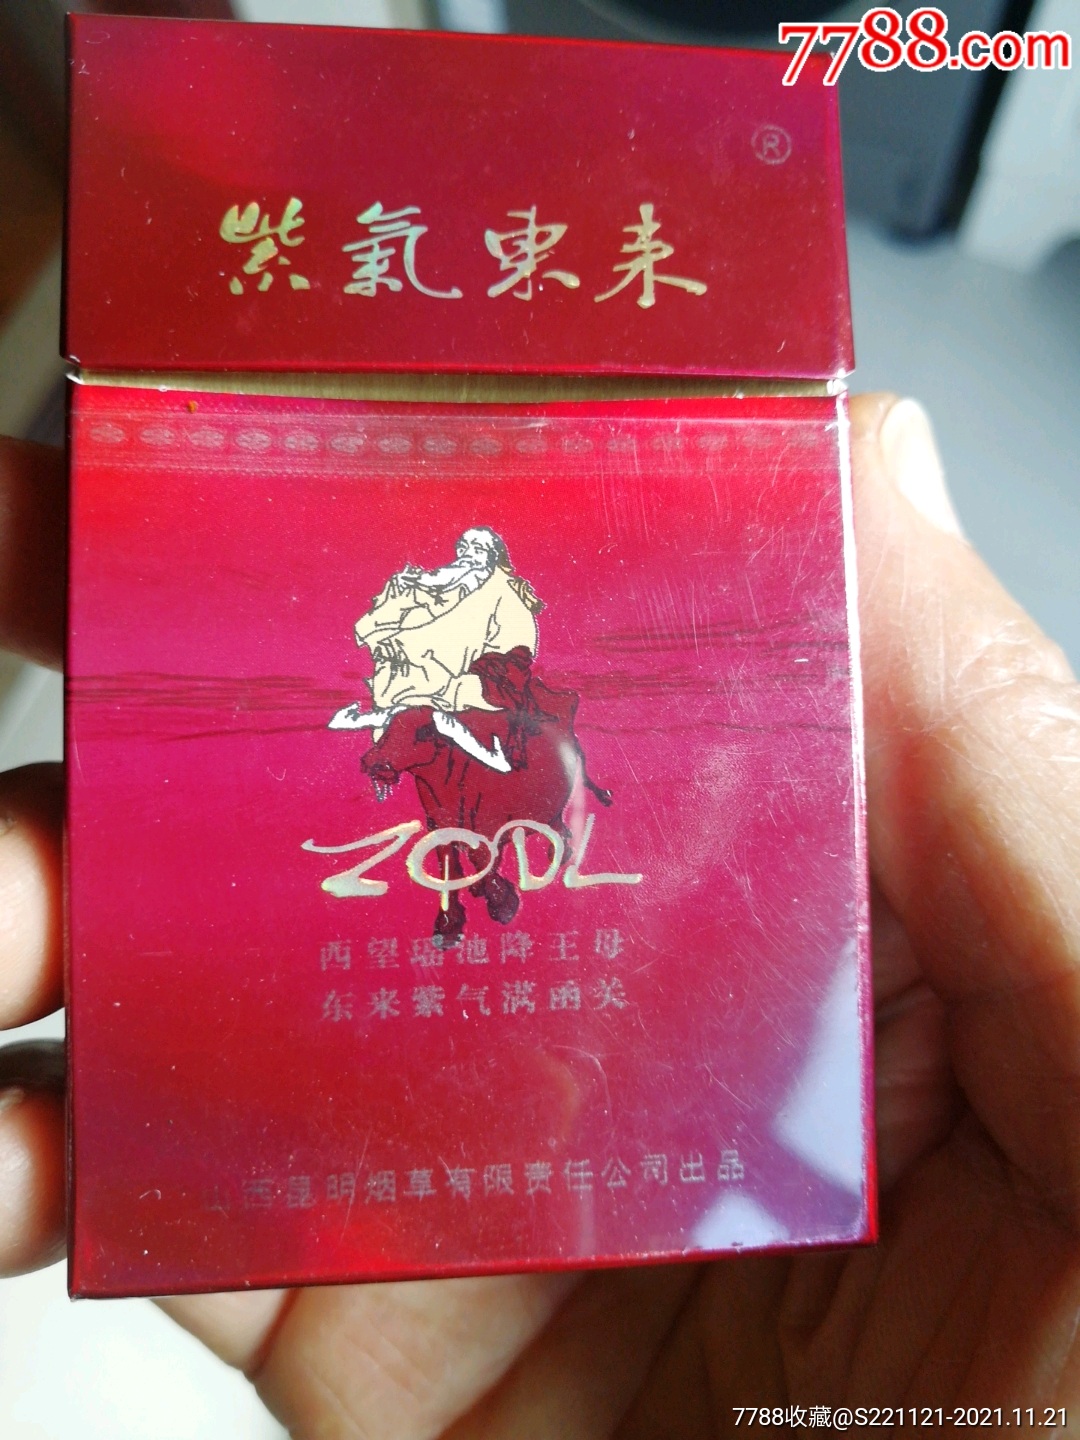 7788.com
®
紫氣東来
ZQDL
西望瑶池降王母
东来紫气满函关
山西昆明烟草有限责任公司出品
7788收藏@S221121-2021.11.21